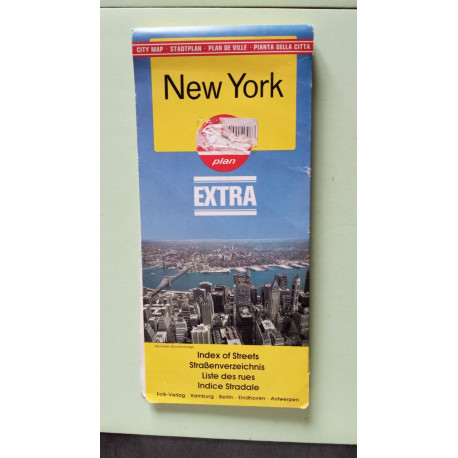 CITY MAP · STADTPLAN · PLAN DE VILLE · PIANTA DELLA CITTA
New York
plan
EXTRA
Index of Streets
Straßenverzeichnis
Liste des rues
Indice Stradale
Falk-Verlag · Hamburg · Berlin · Eindhoven · Antwerpen